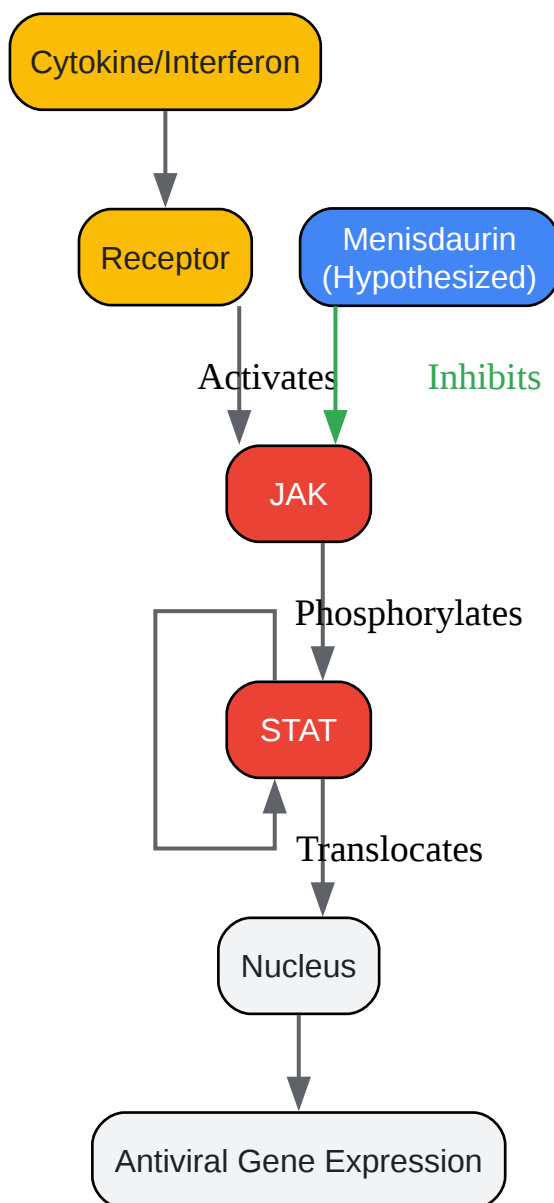 Cytokine/Interferon
Receptor
Menisdaurin
(Hypothesized)
Activates
Inhibits
JAK
Phosphorylates
STAT
Translocates
Nucleus
Antiviral Gene Expression